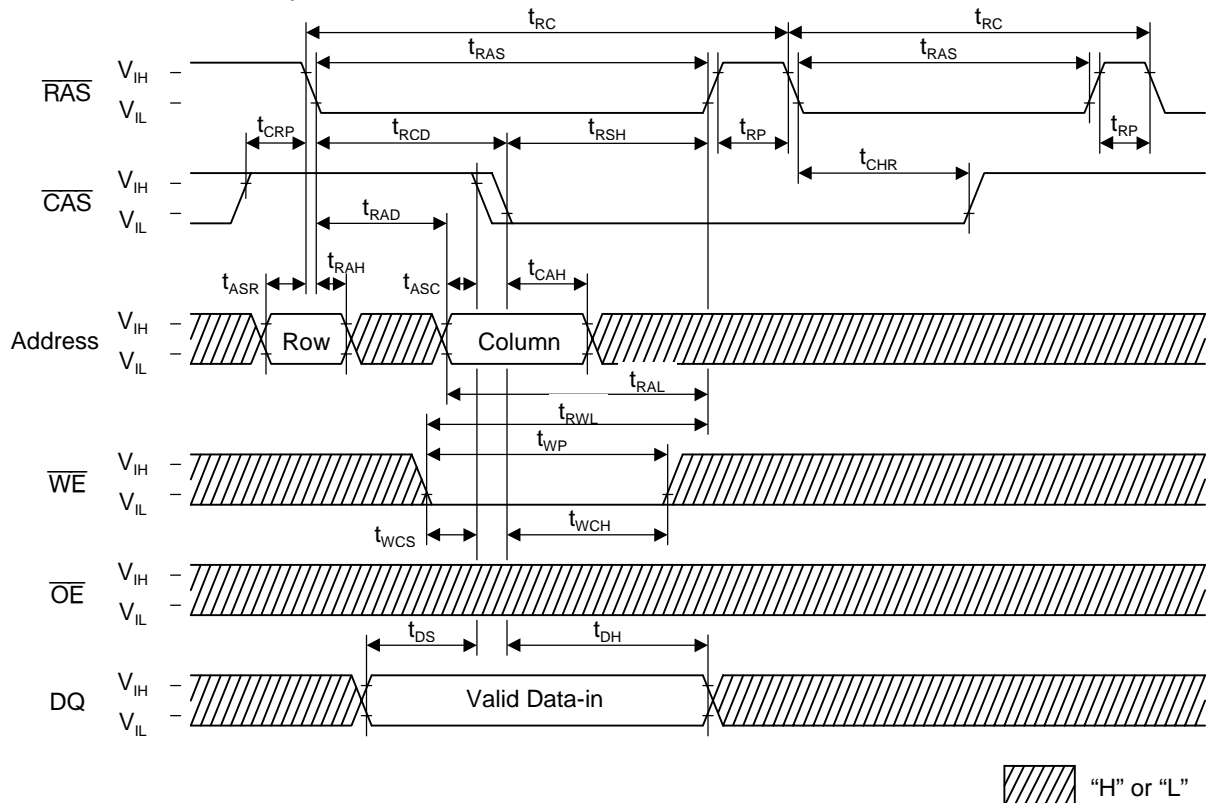 tRC tRC
tRAS tRAS
RAS VIH
VIL
tCRP tRCD tRSH tRP tRP
tCHR
CAS VIH
VIL
tRAD
tASR tRAH tASC tCAH
Address VIH
VIL
Row Column
tRAL
tRWL
tWP
WE VIH
VIL
tWCS tWCH
OE VIH
VIL
tDS tDH
DQ VIH
VIL
Valid Data-in
“H” or “L”